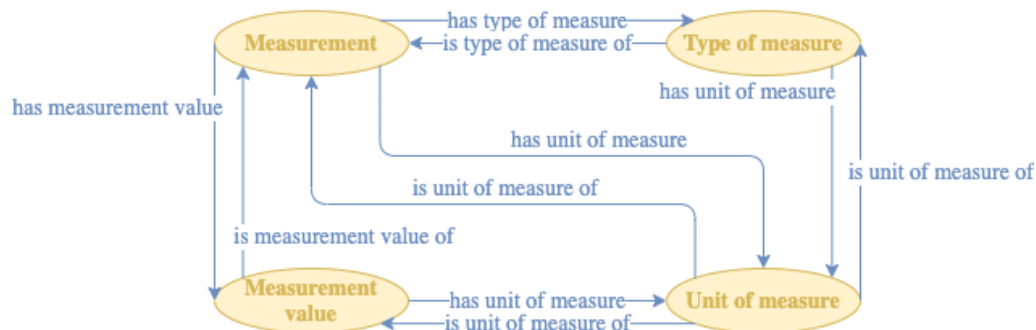 has type of measure
Measurement
Type of measure
is type of measure of
has unit of measure
has measurement value
has unit of measure
is unit of measure of
is unit of measure of
is measurement value of
Measurement
value
has unit of measure
Unit of measure
is unit of measure of